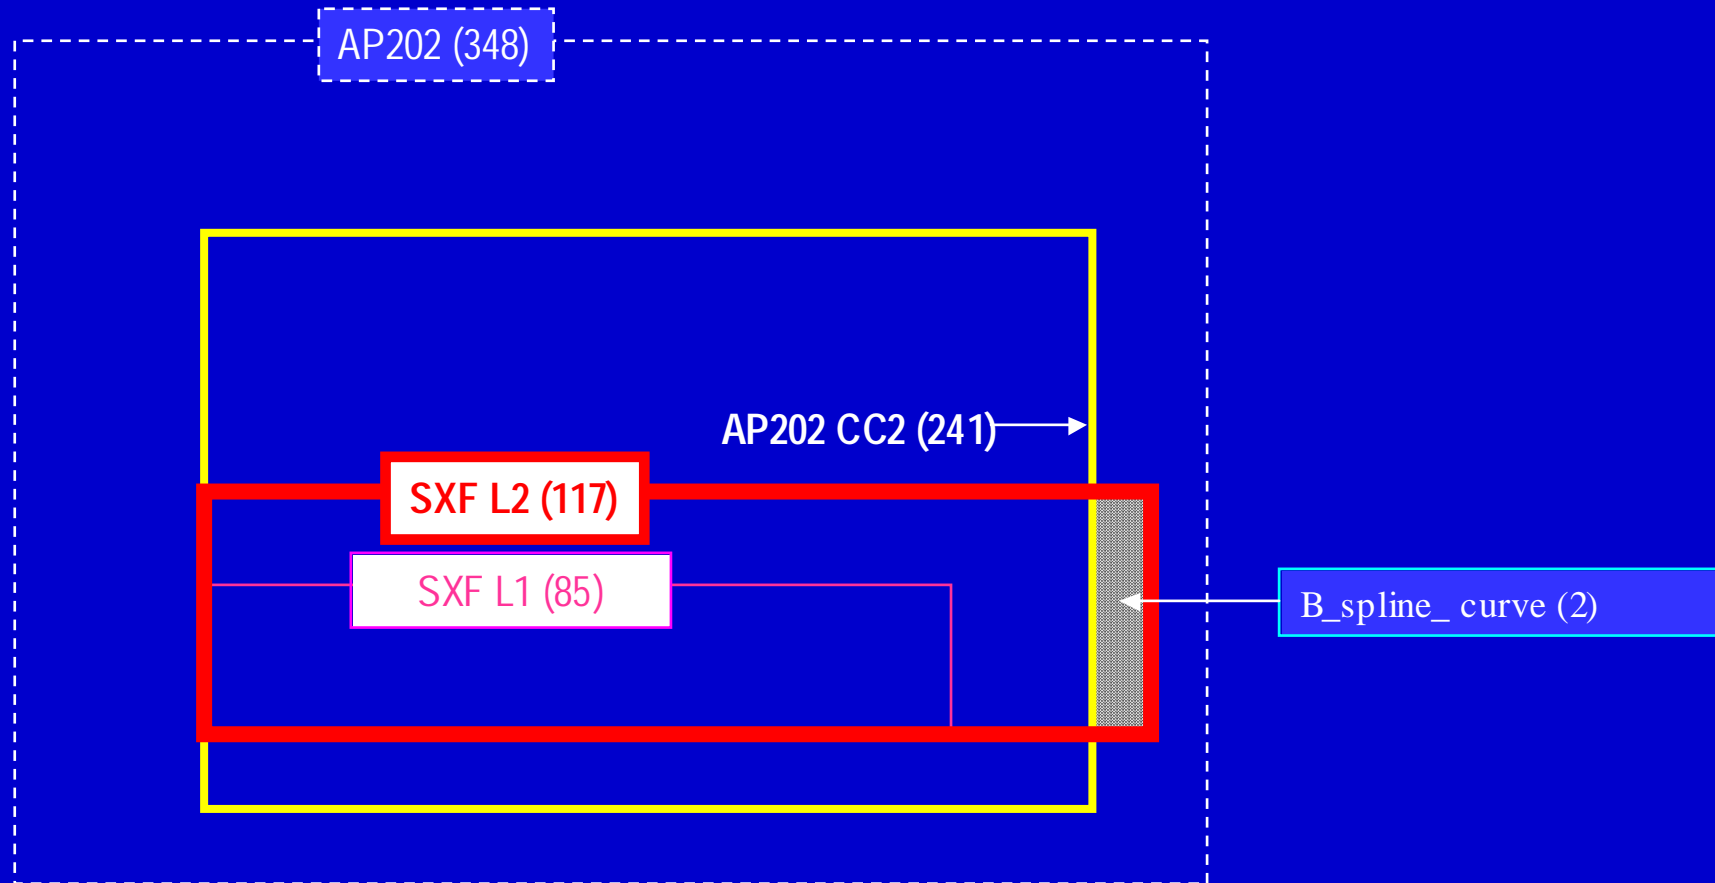 AP202 (348)
AP202 CC2 (241)
SXF L2 (117)
SXF L1 (85)
B_spline_ curve (2)